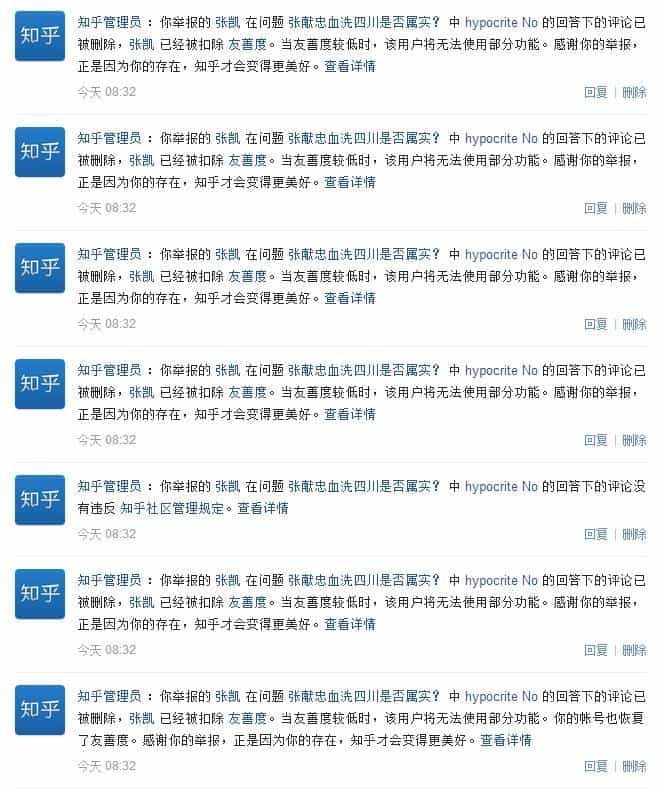 知乎
知乎管理员 ：你举报的 张凯 在问题 张献忠血洗四川是否属实？ 中 hypocrite No 的回答下的评论已
被删除，张凯 已经被扣除 友善度。当友善度较低时，该用户将无法使用部分功能。感谢你的举报，
正是因为你的存在，知乎才会变得更美好。查看详情
今天 08:32 回复 | 删除
知乎
知乎管理员 ：你举报的 张凯 在问题 张献忠血洗四川是否属实？ 中 hypocrite No 的回答下的评论已
被删除，张凯 已经被扣除 友善度。当友善度较低时，该用户将无法使用部分功能。感谢你的举报，
正是因为你的存在，知乎才会变得更美好。查看详情
今天 08:32 回复 | 删除
知乎
知乎管理员 ：你举报的 张凯 在问题 张献忠血洗四川是否属实？ 中 hypocrite No 的回答下的评论已
被删除，张凯 已经被扣除 友善度。当友善度较低时，该用户将无法使用部分功能。感谢你的举报，
正是因为你的存在，知乎才会变得更美好。查看详情
今天 08:32 回复 | 删除
知乎
知乎管理员 ：你举报的 张凯 在问题 张献忠血洗四川是否属实？ 中 hypocrite No 的回答下的评论已
被删除，张凯 已经被扣除 友善度。当友善度较低时，该用户将无法使用部分功能。感谢你的举报，
正是因为你的存在，知乎才会变得更美好。查看详情
今天 08:32 回复 | 删除
知乎
知乎管理员 ：你举报的 张凯 在问题 张献忠血洗四川是否属实？ 中 hypocrite No 的回答下的评论没
有违反 知乎社区管理规定。查看详情
今天 08:32 回复 | 删除
知乎
知乎管理员 ：你举报的 张凯 在问题 张献忠血洗四川是否属实？ 中 hypocrite No 的回答下的评论已
被删除，张凯 已经被扣除 友善度。当友善度较低时，该用户将无法使用部分功能。感谢你的举报，
正是因为你的存在，知乎才会变得更美好。查看详情
今天 08:32 回复 | 删除
知乎
知乎管理员 ：你举报的 张凯 在问题 张献忠血洗四川是否属实？ 中 hypocrite No 的回答下的评论已
被删除，张凯 已经被扣除 友善度。当友善度较低时，该用户将无法使用部分功能。你的帐号也恢复
了友善度。感谢你的举报，正是因为你的存在，知乎才会变得更美好。查看详情
今天 08:32 回复 | 删除